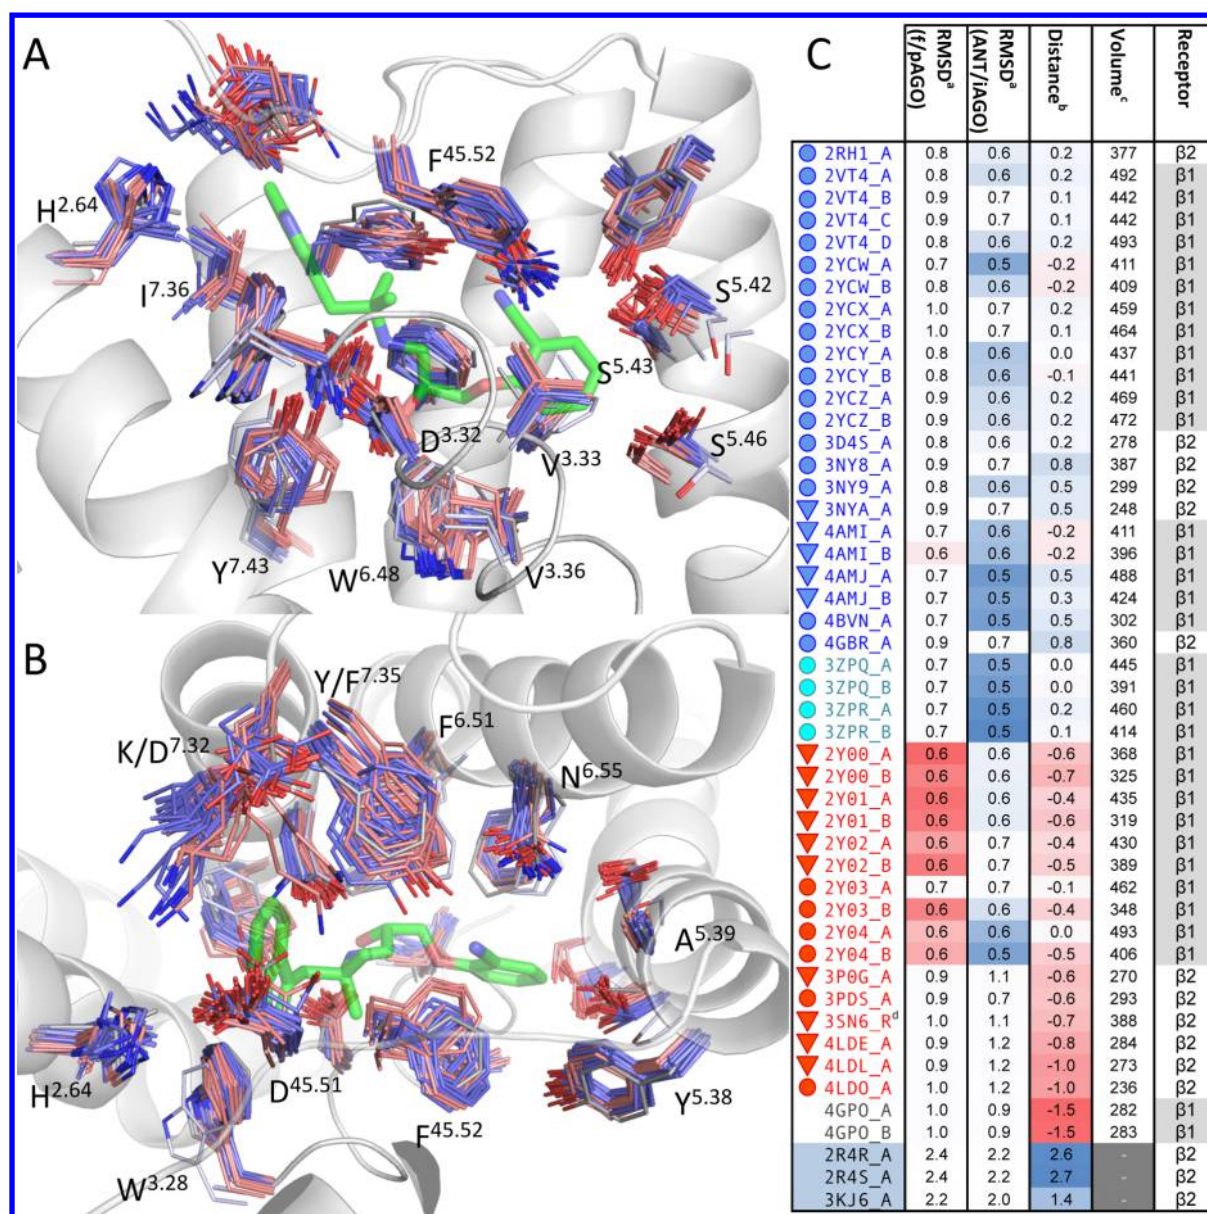 A
F45.52
H2.64
I7.36
S5.42
S5.43
D3.32
V3.33
S5.46
Y7.43
W6.48
V3.36
B
Y/F7.35
F6.51
K/D7.32
N6.55
A5.39
H2.64
D45.51
Y5.38
F45.52
W3.28
C
RMSDa (f/pAGO) RMSDa (ANT/iAGO) Distanceb Volumec Receptor
2RH1_A 0.8 0.6 0.2 377 β2
2VT4_A 0.8 0.6 0.2 492 β1
2VT4_B 0.9 0.7 0.1 442 β1
2VT4_C 0.9 0.7 0.1 442 β1
2VT4_D 0.8 0.6 0.2 493 β1
2YCW_A 0.7 0.5 -0.2 411 β1
2YCW_B 0.8 0.6 -0.2 409 β1
2YCX_A 1.0 0.7 0.2 459 β1
2YCX_B 1.0 0.7 0.1 464 β1
2YCY_A 0.8 0.6 0.0 437 β1
2YCY_B 0.8 0.6 -0.1 441 β1
2YCZ_A 0.9 0.6 0.2 469 β1
2YCZ_B 0.9 0.6 0.2 472 β1
3D4S_A 0.8 0.6 0.2 278 β2
3NY8_A 0.9 0.7 0.8 387 β2
3NY9_A 0.8 0.6 0.5 299 β2
3NYA_A 0.9 0.7 0.5 248 β2
4AMI_A 0.7 0.6 -0.2 411 β1
4AMI_B 0.6 0.6 -0.2 396 β1
4AMJ_A 0.7 0.5 0.5 488 β1
4AMJ_B 0.7 0.5 0.3 424 β1
4BVN_A 0.7 0.5 0.5 302 β1
4GBR_A 0.9 0.7 0.8 360 β2
3ZPQ_A 0.7 0.5 0.0 445 β1
3ZPQ_B 0.7 0.5 0.0 391 β1
3ZPR_A 0.7 0.5 0.2 460 β1
3ZPR_B 0.7 0.5 0.1 414 β1
2Y00_A 0.6 0.6 -0.6 368 β1
2Y00_B 0.6 0.6 -0.7 325 β1
2Y01_A 0.6 0.6 -0.4 435 β1
2Y01_B 0.6 0.6 -0.6 319 β1
2Y02_A 0.6 0.7 -0.4 430 β1
2Y02_B 0.6 0.7 -0.5 389 β1
2Y03_A 0.7 0.7 -0.1 462 β1
2Y03_B 0.6 0.6 -0.4 348 β1
2Y04_A 0.6 0.6 0.0 493 β1
2Y04_B 0.6 0.5 -0.5 406 β1
3P0G_A 0.9 1.1 -0.6 270 β2
3PDS_A 0.9 0.7 -0.6 293 β2
3SN6_Rd 1.0 1.1 -0.7 388 β2
4LDE_A 0.9 1.2 -0.8 284 β2
4LDL_A 0.9 1.2 -1.0 273 β2
4LDO_A 1.0 1.2 -1.0 236 β2
4GPO_A 1.0 0.9 -1.5 282 β1
4GPO_B 1.0 0.9 -1.5 283 β1
2R4R_A 2.4 2.2 2.6 - β2
2R4S_A 2.4 2.2 2.7 - β2
3KJ6_A 2.2 2.0 1.4 - β2